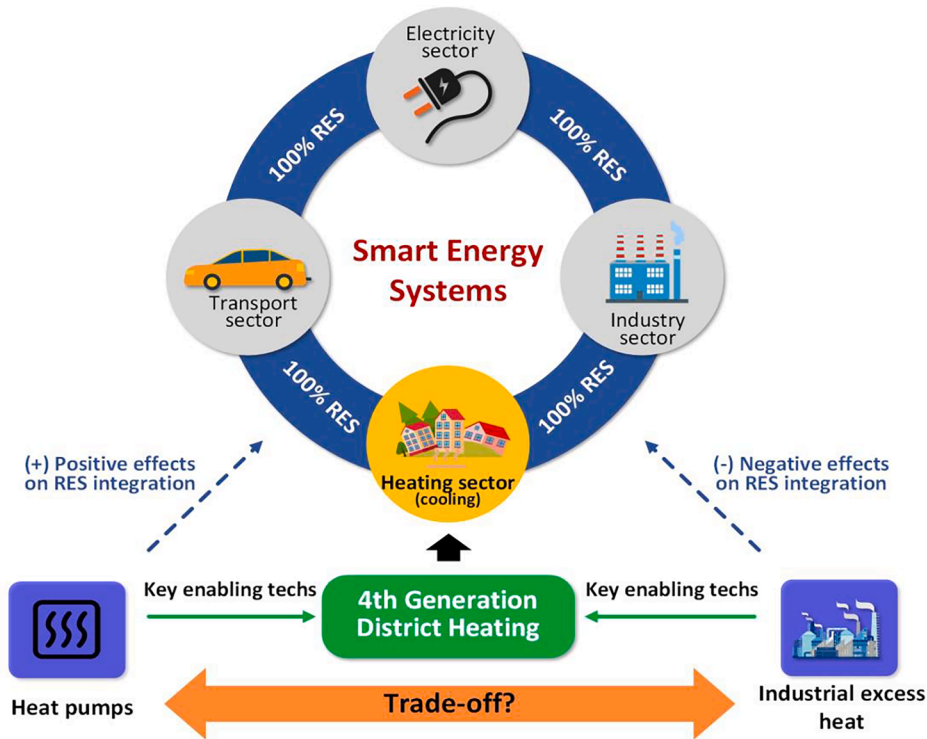 Electricity
sector
100% RES
100% RES
Smart Energy
Systems
Transport
sector
Industry
sector
100% RES
100% RES
Heating sector
(cooling)
(+) Positive effects
on RES integration
(-) Negative effects
on RES integration
Key enabling techs
4th Generation
District Heating
Key enabling techs
Heat pumps
Trade-off?
Industrial excess
heat